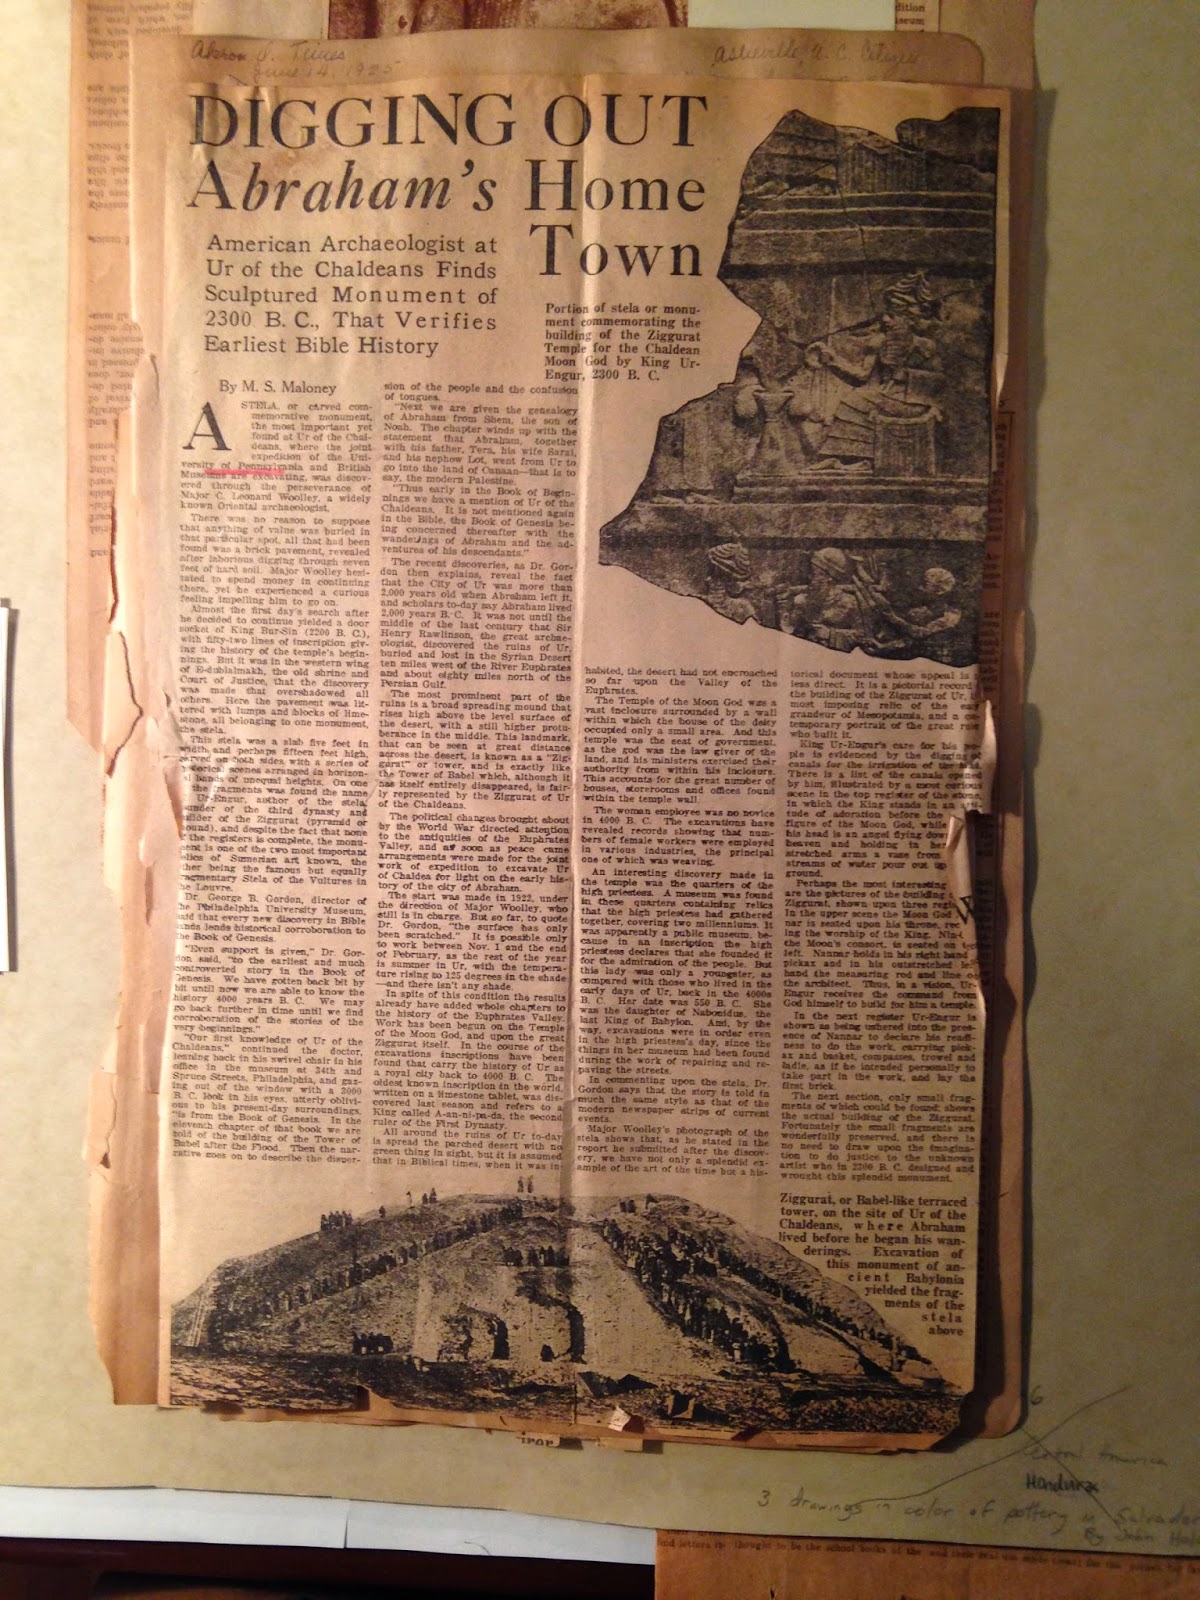 Akron O. Times
June 14, 1925
Asheville, N. C. Citizen
DIGGING OUT
Abraham's Home
Town
American Archaeologist at
Ur of the Chaldeans Finds
Sculptured Monument of
2300 B. C., That Verifies
Earliest Bible History
Portion of stela or monu-
ment commemorating the
building of the Ziggurat
Temple for the Chaldean
Moon God by King Ur-
Engur, 2300 B. C.
By M. S. Maloney
A STELA, or carved com-
memorative monument,
the most important yet
found at Ur of the Chal-
deans, where the joint
expedition of the Uni-
versity of Pennsylvania and British
Museums are excavating, was discov-
ered through the perseverance of
Major C. Leonard Woolley, a widely
known Oriental archaeologist.
There was no reason to suppose
that anything of value was buried in
that particular spot, all that had been
found was a brick pavement, revealed
after laborious digging through seven
feet of hard soil. Major Woolley hesi-
tated to spend money in continuing
there, yet he experienced a curious
feeling impelling him to go on.
Almost the first day's search after
he decided to continue yielded a door
socket of King Bur-Sin (2200 B. C.),
with fifty-two lines of inscription giv-
ing the history of the temple's begin-
nings. But it was in the western wing
of E-dublalmakh, the old shrine and
Court of Justice, that the discovery
was made that overshadowed all
others. Here the pavement was lit-
tered with lumps and blocks of lime-
stone, all belonging to one monument,
the stela.
This stela was a slab five feet in
width and perhaps fifteen feet high,
carved on both sides, with a series of
historical scenes arranged in horizon-
bands of unequal heights. On one
the fragments was found the name
Ur-Engur, author of the stela,
of the third dynasty and
of the Ziggurat (pyramid or
and despite the fact that none
the registers is complete, the monu-
is one of the two most important
of Sumerian art known, the
being the famous but equally
fragmentary Stela of the Vultures in
the Louvre.
Dr. George B. Gordon, director of
the Philadelphia University Museum,
said that every new discovery in Bible
lands lends historical corroboration to
the Book of Genesis.
"Even support is given," Dr. Gor-
don said, "to the earliest and much
controverted story in the Book of
Genesis. We have gotten back bit by
bit until now we are able to know the
history 4000 years B. C. We may
go back further in time until we find
corroboration of the stories of the
very beginnings."
"Our first knowledge of Ur of the
Chaldeans," continued the doctor,
leaning back in his swivel chair in his
office in the museum at 34th and
Spruce Streets, Philadelphia, and gaz-
ing out of the window with a 2000
B. C. look in his eyes, utterly oblivi-
ous to his present-day surroundings,
"is from the Book of Genesis. In the
eleventh chapter of that book we are
told of the building of the Tower of
Babel after the Flood. Then the nar-
rative goes on to describe the disper-
sion of the people and the confusion
of tongues.
"Next we are given the genealogy
of Abraham from Shem, the son of
Noah. The chapter winds up with the
statement that Abraham, together
with his father, Tera, his wife Sarai,
and his nephew Lot, went from Ur to
go into the land of Canaan—that is to
say, the modern Palestine.
"Thus early in the Book of Begin-
nings we have a mention of Ur of the
Chaldeans. It is not mentioned again
in the Bible, the Book of Genesis be-
ing concerned thereafter with the
wanderings of Abraham and the ad-
ventures of his descendants."
The recent discoveries, as Dr. Gor-
don then explains, reveal the fact
that the City of Ur was more than
2,000 years old when Abraham left it,
and scholars to-day say Abraham lived
2,000 years B. C. It was not until the
middle of the last century that Sir
Henry Rawlinson, the great archae-
ologist, discovered the ruins of Ur,
buried and lost in the Syrian Desert
ten miles west of the River Euphrates
and about eighty miles north of the
Persian Gulf.
The most prominent part of the
ruins is a broad spreading mound that
rises high above the level surface of
the desert, with a still higher protu-
berance in the middle. This landmark,
that can be seen at great distance
across the desert, is known as a "Zig-
gurat" or tower, and is exactly like
the Tower of Babel which, although it
has itself entirely disappeared, is fair-
ly represented by the Ziggurat of Ur
of the Chaldeans.
The political changes brought about
by the World War directed attention
to the antiquities of the Euphrates
Valley, and as soon as peace came
arrangements were made for the joint
work of expedition to excavate Ur
of Chaldea for light on the early his-
tory of the city of Abraham.
The start was made in 1922, under
the direction of Major Woolley, who
still is in charge. But so far, to quote
Dr. Gordon, "the surface has only
been scratched." It is possible only
to work between Nov. 1 and the end
of February, as the rest of the year
is summer in Ur, with the tempera-
ture rising to 125 degrees in the shade
—and there isn't any shade.
In spite of this condition the results
already have added whole chapters to
the history of the Euphrates Valley.
Work has been begun on the Temple
of the Moon God, and upon the great
Ziggurat itself. In the course of the
excavations inscriptions have been
found that carry the history of Ur as
a royal city back to 4000 B. C. The
oldest known inscription in the world,
written on a limestone tablet, was dis-
covered last season and refers to a
King called A-an-ni-pa-da, the second
ruler of the First Dynasty.
All around the ruins of Ur to-day
is spread the parched desert with no
green thing in sight, but it is assumed
that in Biblical times, when it was in-
habited, the desert had not encroached
so far upon the Valley of the
Euphrates.
The Temple of the Moon God was a
vast inclosure surrounded by a wall
within which the house of the deity
occupied only a small area. And this
temple was the seat of government,
as the god was the law giver of the
land, and his ministers exercised their
authority from within his inclosure.
This accounts for the great number of
houses, storerooms and offices found
within the temple wall.
The woman employee was no novice
in 4000 B. C. The excavations have
revealed records showing that num-
bers of female workers were employed
in various industries, the principal
one of which was weaving.
An interesting discovery made in
the temple was the quarters of the
high priestess. A museum was found
in these quarters containing relics
that the high priestess had gathered
together, covering two millenniums. It
was apparently a public museum, be-
cause in an inscription the high
priestess declares that she founded it
for the admiration of the people. But
this lady was only a youngster, as
compared with those who lived in the
early days of Ur, back in the 4000s
B. C. Her date was 550 B. C. She
was the daughter of Nabonidus, the
last King of Babylon. And, by the
way, excavations were in order even
in the high priestess's day, since the
things in her museum had been found
during the work of repairing and re-
paving the streets.
In commenting upon the stela, Dr.
Gordon says that the story is told in
much the same style as that of the
modern newspaper strips of current
events.
Major Woolley's photograph of the
stela shows that, as he stated in the
report he submitted after the discov-
ery, we have not only a splendid ex-
ample of the art of the time but a his-
torical document whose appeal is
less direct. It is a pictorial record
the building of the Ziggurat of Ur,
most imposing relic of the
grandeur of Mesopotamia, and a
temporary portrait of the great
who built it.
King Ur-Engur's care for his
ple is evidenced by the digging
canals for the irrigation of the
There is a list of the canals opened
by him, illustrated by a most curious
scene in the top register of the stone,
in which the King stands in an
tude of adoration before the
figure of the Moon God, while
his head is an angel flying down
heaven and holding in her
stretched arms a vase from
streams of water pour out
ground.
Perhaps the most interesting
are the pictures of the building
Ziggurat, shown upon three
In the upper scene the Moon God
nar is seated upon his throne,
ing the worship of the King.
the Moon's consort, is seated on
left. Nannar holds in his right hand
pickax and in his outstretched
hand the measuring rod and line
the architect. Thus, in a vision, Ur-
Engur receives the command from
God himself to build for him a temple.
In the next register Ur-Engur is
shown as being ushered into the pres-
ence of Nannar to declare his readi-
ness to do the work, carrying pick-
ax and basket, compasses, trowel and
ladle, as if he intended personally to
take part in the work, and lay the
first brick.
The next section, only small frag-
ments of which could be found, shows
the actual building of the Ziggurat.
Fortunately the small fragments are
wonderfully preserved, and there is
no need to draw upon the imagina-
tion to do justice to the unknown
artist who in 2300 B. C. designed and
wrought this splendid monument.
Ziggurat, or Babel-like terraced
tower, on the site of Ur of the
Chaldeans, where Abraham
lived before he began his wan-
derings. Excavation of
this monument of an-
cient Babylonia
yielded the frag-
ments of the
stela
above
Central America
Honduras
3 drawings in color of pottery in Salvador
By Jean